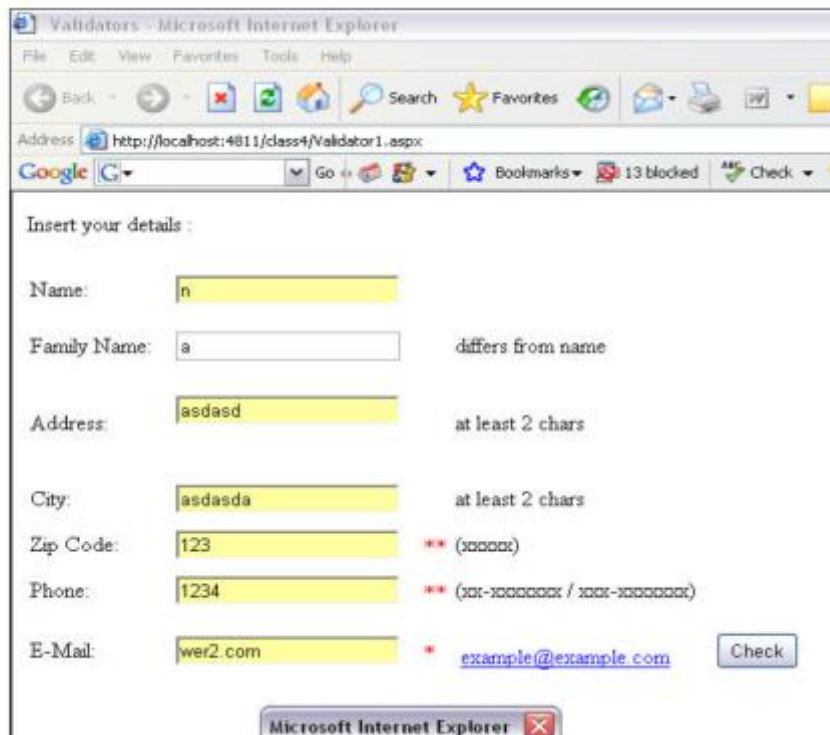 Validators - Microsoft Internet Explorer
File Edit View Favorites Tools Help
Back Search Favorites
Address http://localhost:4811/class4/Validator1.aspx
Google G Go Bookmarks 13 blocked ABC Check
Insert your details :
Name: n
Family Name: a differs from name
Address: asdasd at least 2 chars
City: asdasda at least 2 chars
Zip Code: 123 ** (xxxxx)
Phone: 1234 ** (xx-xxxxxxx / xxx-xxxxxxx)
E-Mail: wer2.com * example@example.com Check
Microsoft Internet Explorer